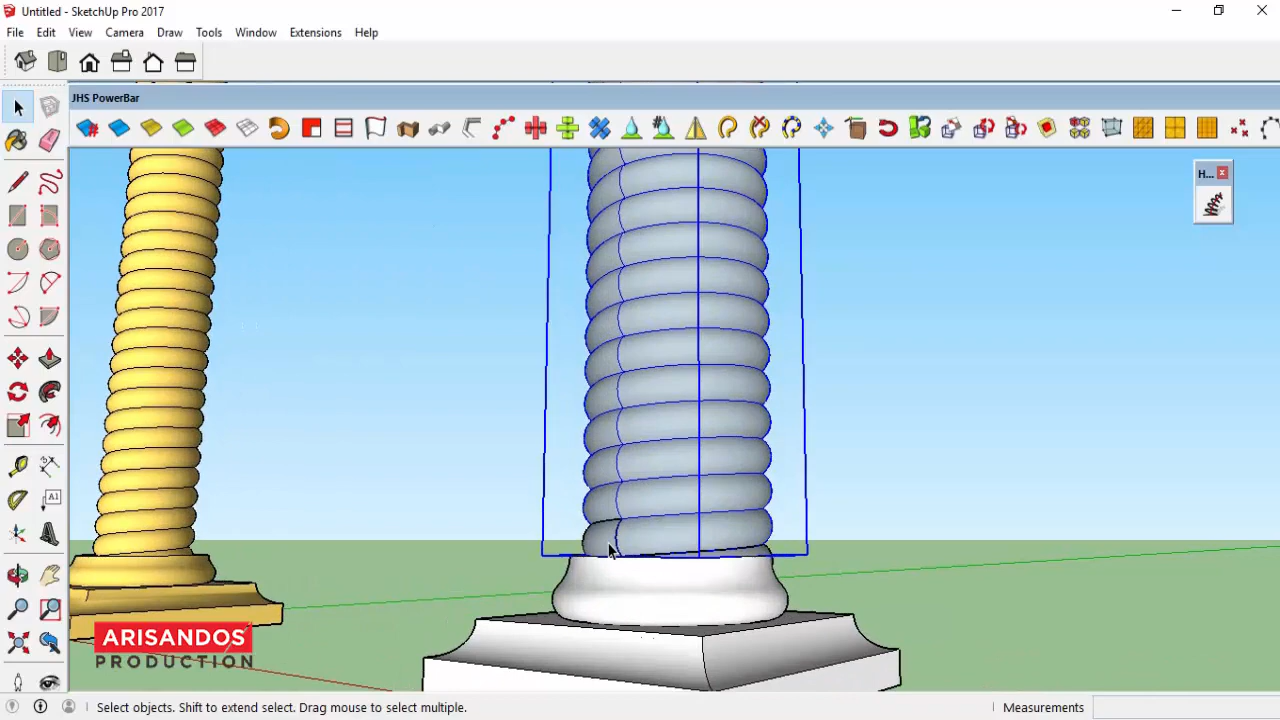 Untitled - SketchUp Pro 2017
File Edit View Camera Draw Tools Window Extensions Help
JHS PowerBar
H...
A1
ARISANDOS
PRODUCTION
Select objects. Shift to extend select. Drag mouse to select multiple.
Measurements